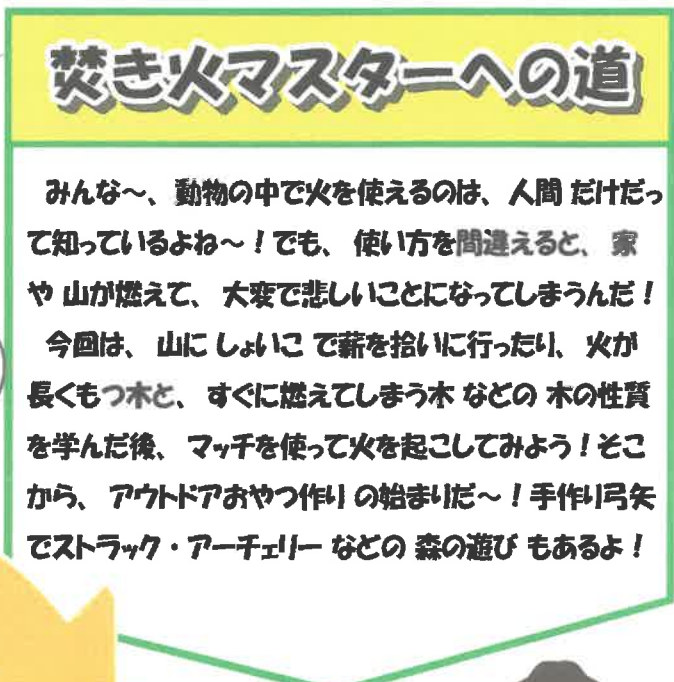 焚き火マスターへの道
みんな〜、動物の中で火を使えるのは、人間 だけだっ
て知っているよね〜！でも、 使い方を間違えると、 家
や 山が燃えて、 大変で悲しいことになってしまうんだ！
今回は、 山に しょいこ で薪を拾いに行ったり、 火が
長くもつ木と、 すぐに燃えてしまう木 などの 木の性質
を学んだ後、 マッチを使って火を起こしてみよう！そこ
から、 アウトドアおやつ作り の始まりだ〜！手作り弓矢
でストラック・アーチェリー などの 森の遊び もあるよ！